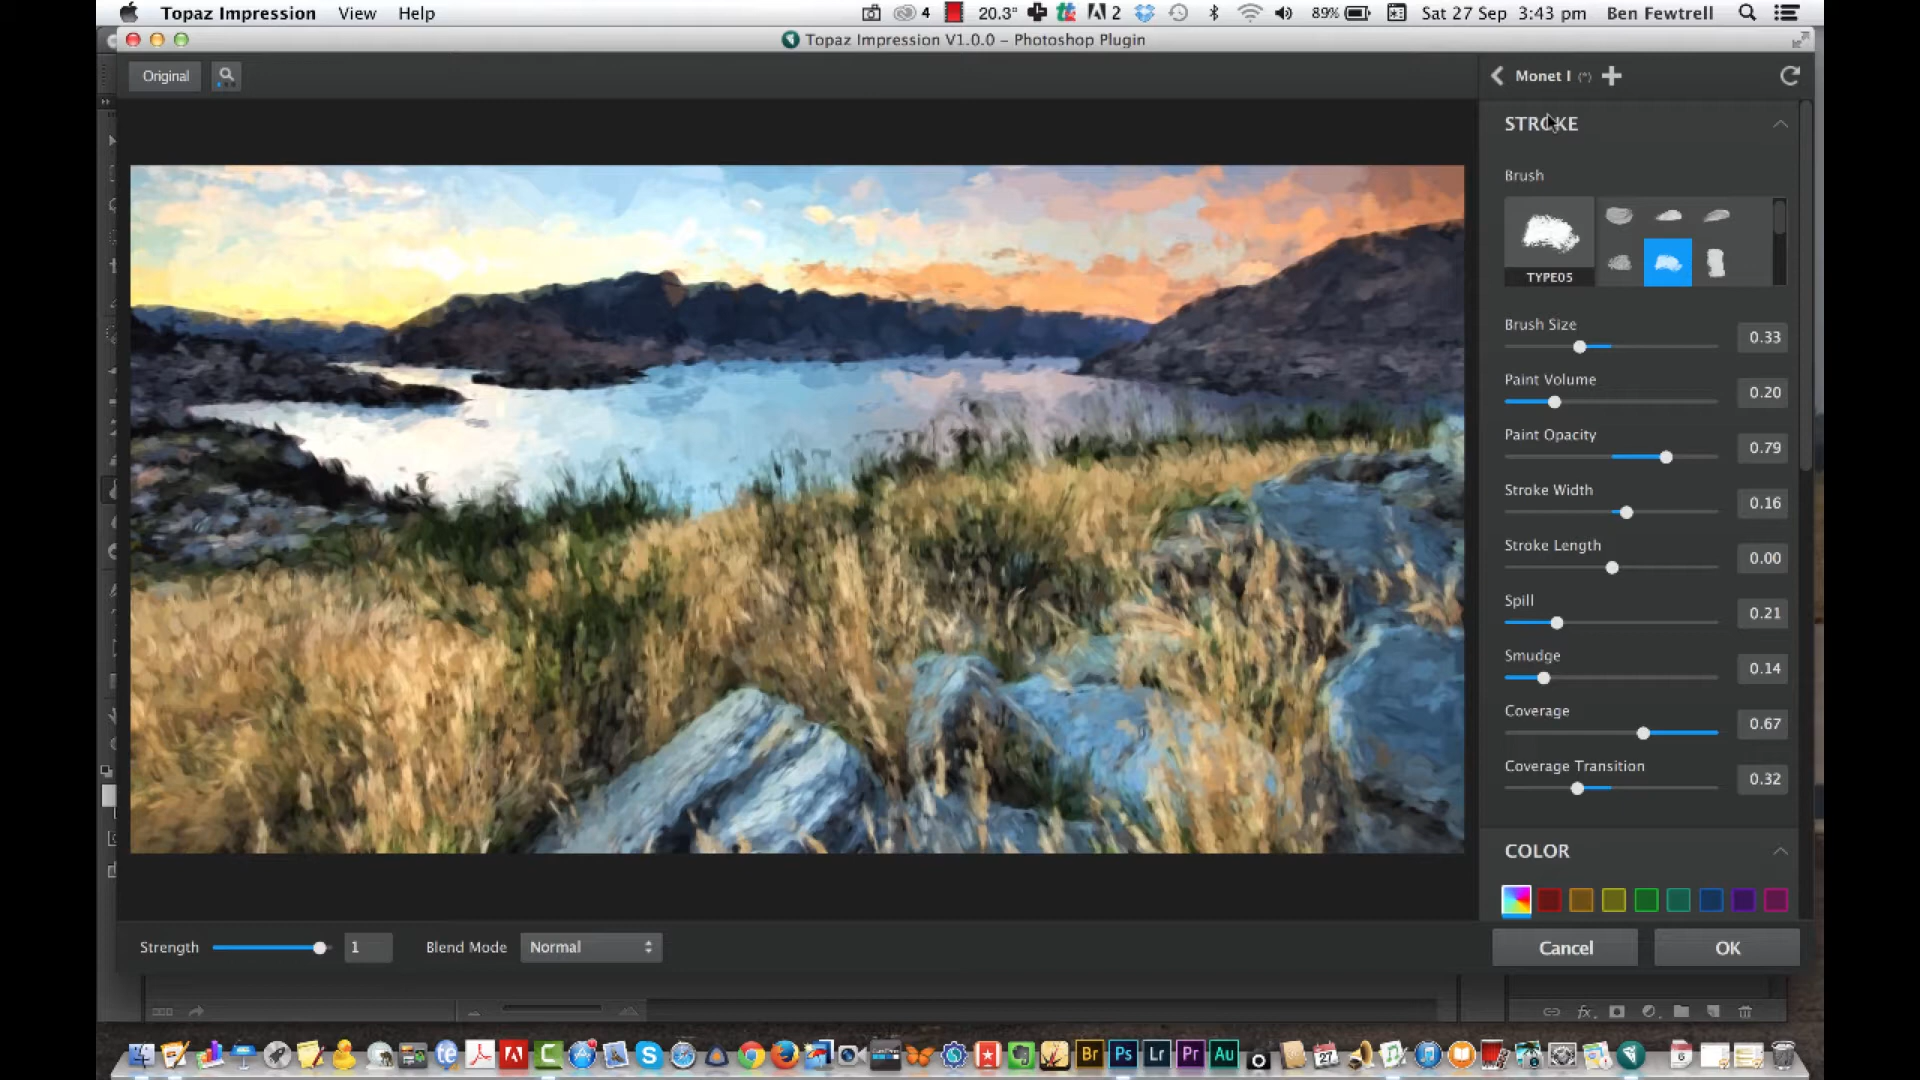 Topaz Impression View Help
4 20.3° 2 89% Sat 27 Sep 3:43 pm Ben Fewtrell
Topaz Impression V1.0.0 – Photoshop Plugin
Original
Monet I (*)
STROKE
Brush
TYPE05
Brush Size 0.33
Paint Volume 0.20
Paint Opacity 0.79
Stroke Width 0.16
Stroke Length 0.00
Spill 0.21
Smudge 0.14
Coverage 0.67
Coverage Transition 0.32
COLOR
Strength 1 Blend Mode Normal
Cancel OK
fx
Br Ps Lr Pr Au